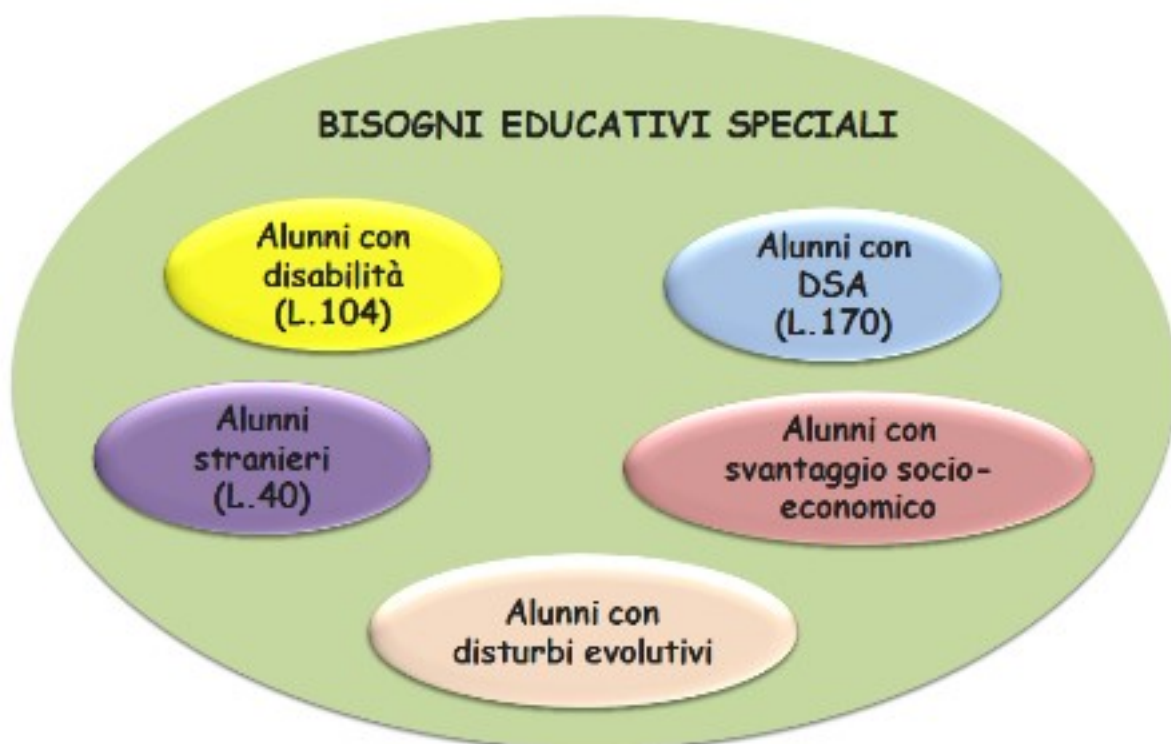 BISOGNI EDUCATIVI SPECIALI
Alunni con
disabilità
(L.104)
Alunni con
DSA
(L.170)
Alunni
stranieri
(L.40)
Alunni con
svantaggio socio-
economico
Alunni con
disturbi evolutivi